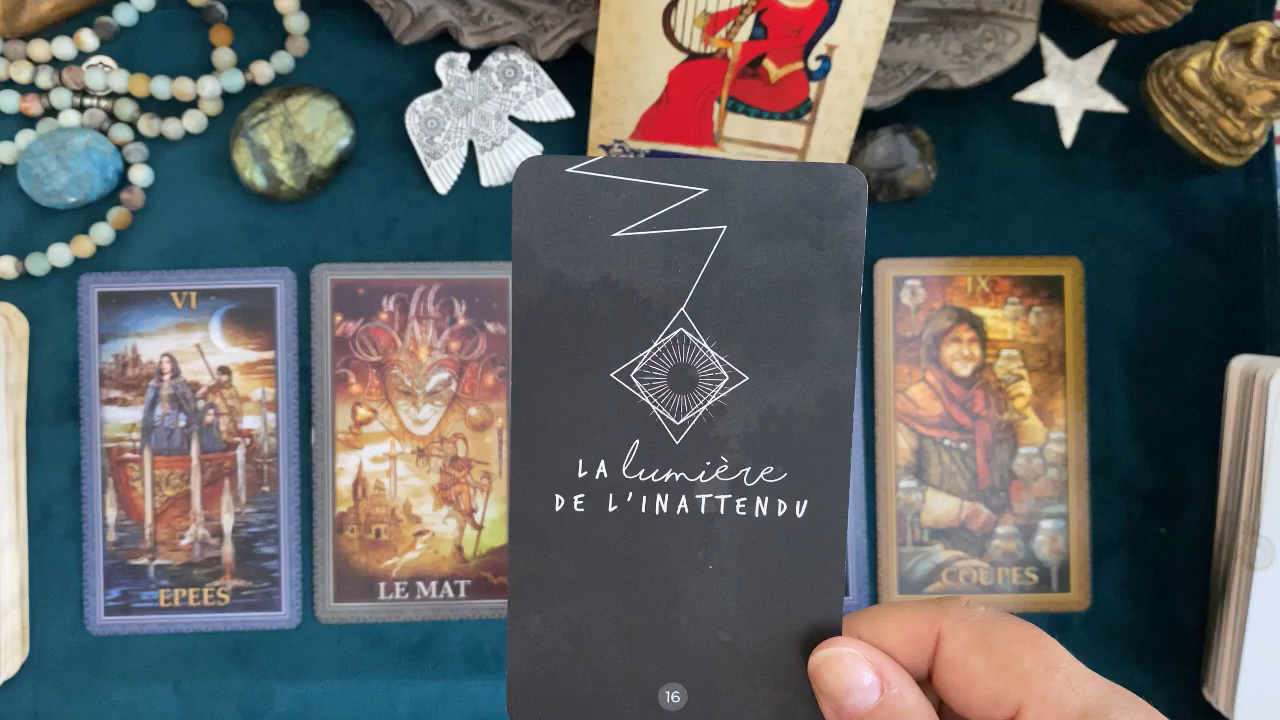 VI
EPEES
LE MAT
LA lumière
DE L'INATTENDU
16
IX
COUPES